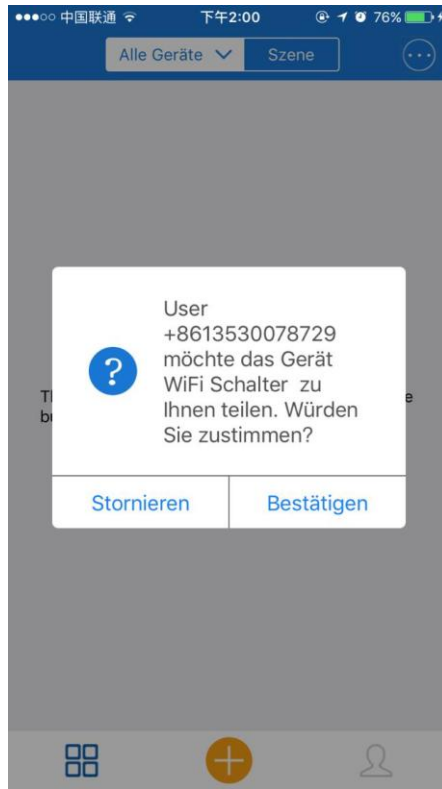 中国联通 下午2:00 76%
Alle Geräte Szene
User
+8613530078729
möchte das Gerät
WiFi Schalter zu
Ihnen teilen. Würden
Sie zustimmen?
?
Stornieren Bestätigen